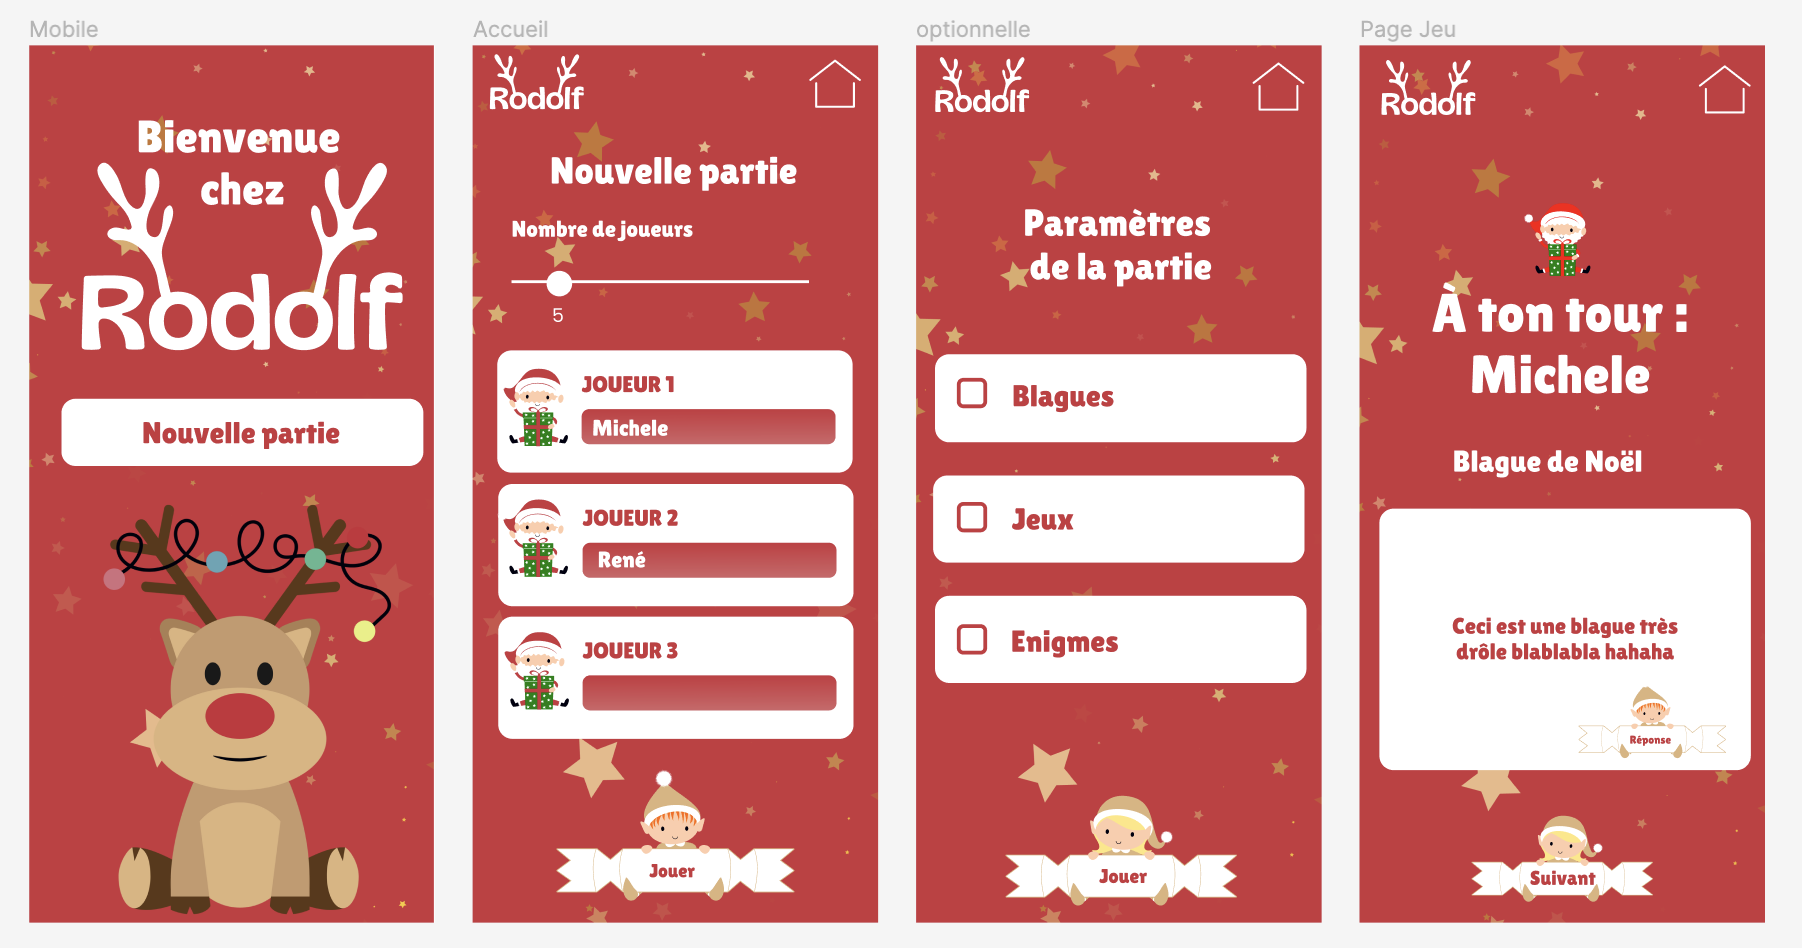 Mobile
Bienvenue
chez
Rodolf
Nouvelle partie
Accueil
Rodolf
Nouvelle partie
Nombre de joueurs
5
JOUEUR 1
Michele
JOUEUR 2
René
JOUEUR 3
Jouer
optionnelle
Rodolf
Paramètres
de la partie
Blagues
Jeux
Enigmes
Jouer
Page Jeu
Rodolf
À ton tour :
Michele
Blague de Noël
Ceci est une blague très
drôle blablabla hahaha
Réponse
Suivant